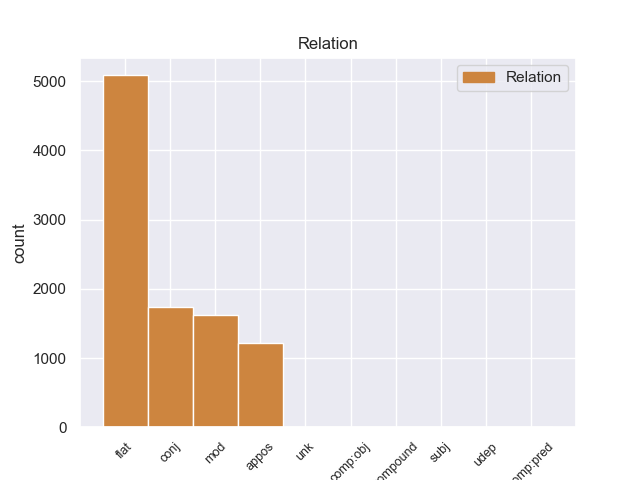 Relation
Relation
5000
4000
3000
2000
1000
0
count
flat
conj
mod
appos
unk
comp:obj
ompound
subj
udep
omp:pred